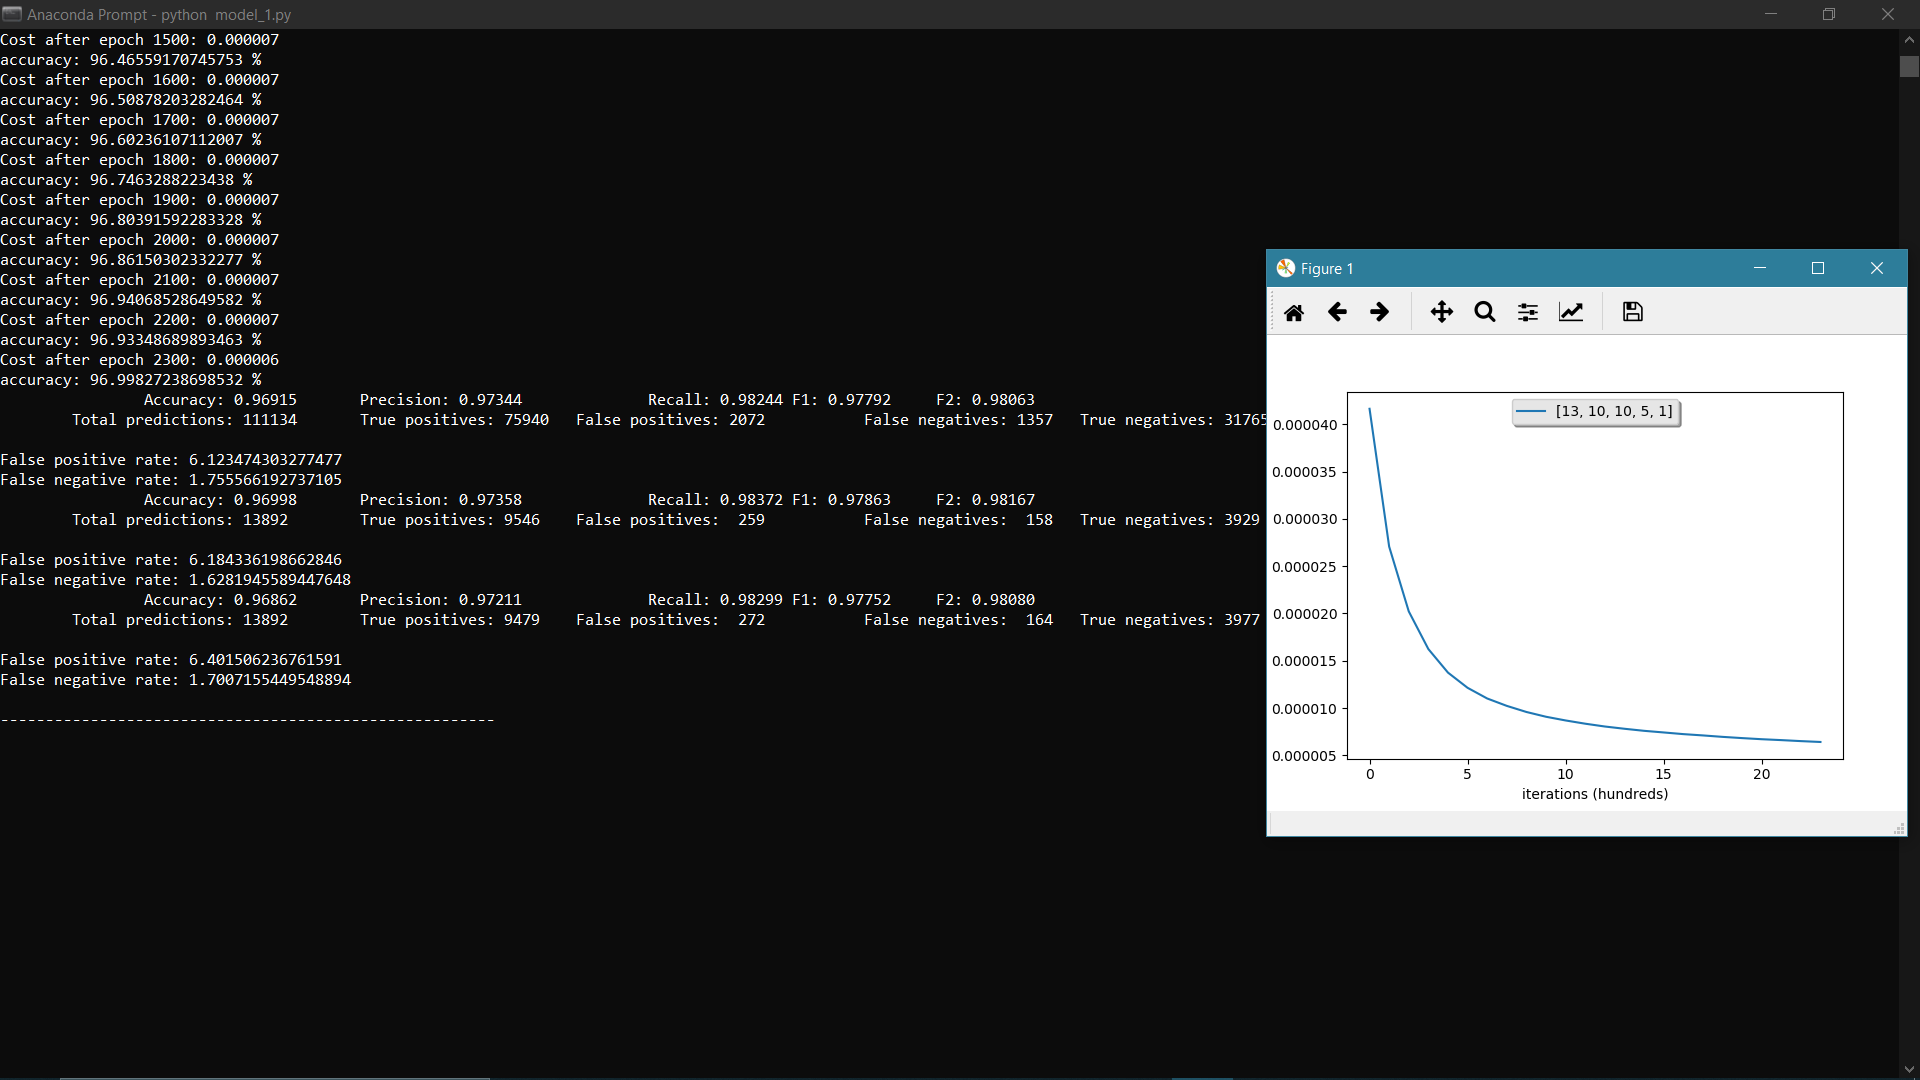 Anaconda Prompt - python  model_1.py
Cost after epoch 1500: 0.000007
accuracy: 96.46559170745753 %
Cost after epoch 1600: 0.000007
accuracy: 96.50878203282464 %
Cost after epoch 1700: 0.000007
accuracy: 96.60236107112007 %
Cost after epoch 1800: 0.000007
accuracy: 96.7463288223438 %
Cost after epoch 1900: 0.000007
accuracy: 96.80391592283328 %
Cost after epoch 2000: 0.000007
accuracy: 96.86150302332277 %
Cost after epoch 2100: 0.000007
accuracy: 96.94068528649582 %
Cost after epoch 2200: 0.000007
accuracy: 96.93348689893463 %
Cost after epoch 2300: 0.000006
accuracy: 96.99827238698532 %
Accuracy: 0.96915 Precision: 0.97344 Recall: 0.98244 F1: 0.97792 F2: 0.98063
Total predictions: 111134 True positives: 75940 False positives: 2072 False negatives: 1357 True negatives: 31765
False positive rate: 6.123474303277477
False negative rate: 1.755566192737105
Accuracy: 0.96998 Precision: 0.97358 Recall: 0.98372 F1: 0.97863 F2: 0.98167
Total predictions: 13892 True positives: 9546 False positives: 259 False negatives: 158 True negatives: 3929
False positive rate: 6.184336198662846
False negative rate: 1.6281945589447648
Accuracy: 0.96862 Precision: 0.97211 Recall: 0.98299 F1: 0.97752 F2: 0.98080
Total predictions: 13892 True positives: 9479 False positives: 272 False negatives: 164 True negatives: 3977
False positive rate: 6.401506236761591
False negative rate: 1.7007155449548894
-------------------------------------------------------
Figure 1
[13, 10, 10, 5, 1]
0.000040
0.000035
0.000030
0.000025
0.000020
0.000015
0.000010
0.000005
0 5 10 15 20
iterations (hundreds)